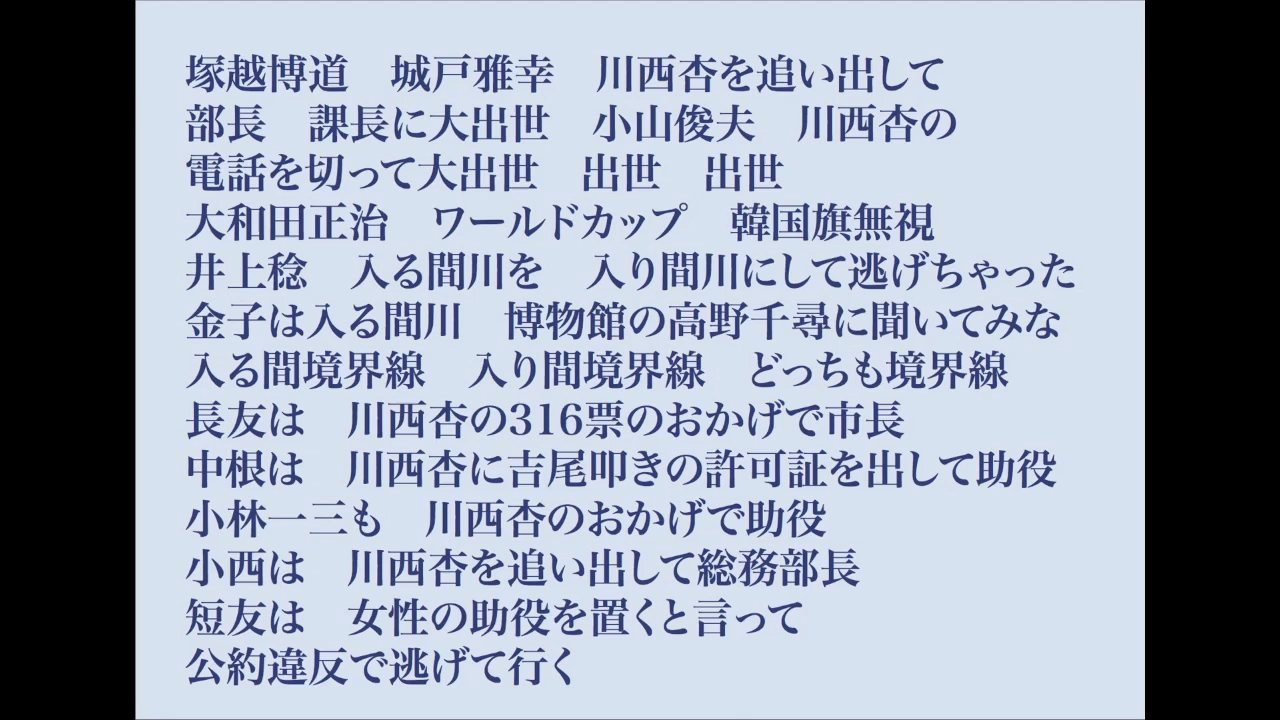 塚越博道　城戸雅幸　川西杏を追い出して
部長　課長に大出世　小山俊夫　川西杏の
電話を切って大出世　出世　出世
大和田正治　ワールドカップ　韓国旗無視
井上稔　入る間川を　入り間川にして逃げちゃった
金子は入る間川　博物館の高野千尋に聞いてみな
入る間境界線　入り間境界線　どっちも境界線
長友は　川西杏の316票のおかげで市長
中根は　川西杏に吉尾叩きの許可証を出して助役
小林一三も　川西杏のおかげで助役
小西は　川西杏を追い出して総務部長
短友は　女性の助役を置くと言って
公約違反で逃げて行く